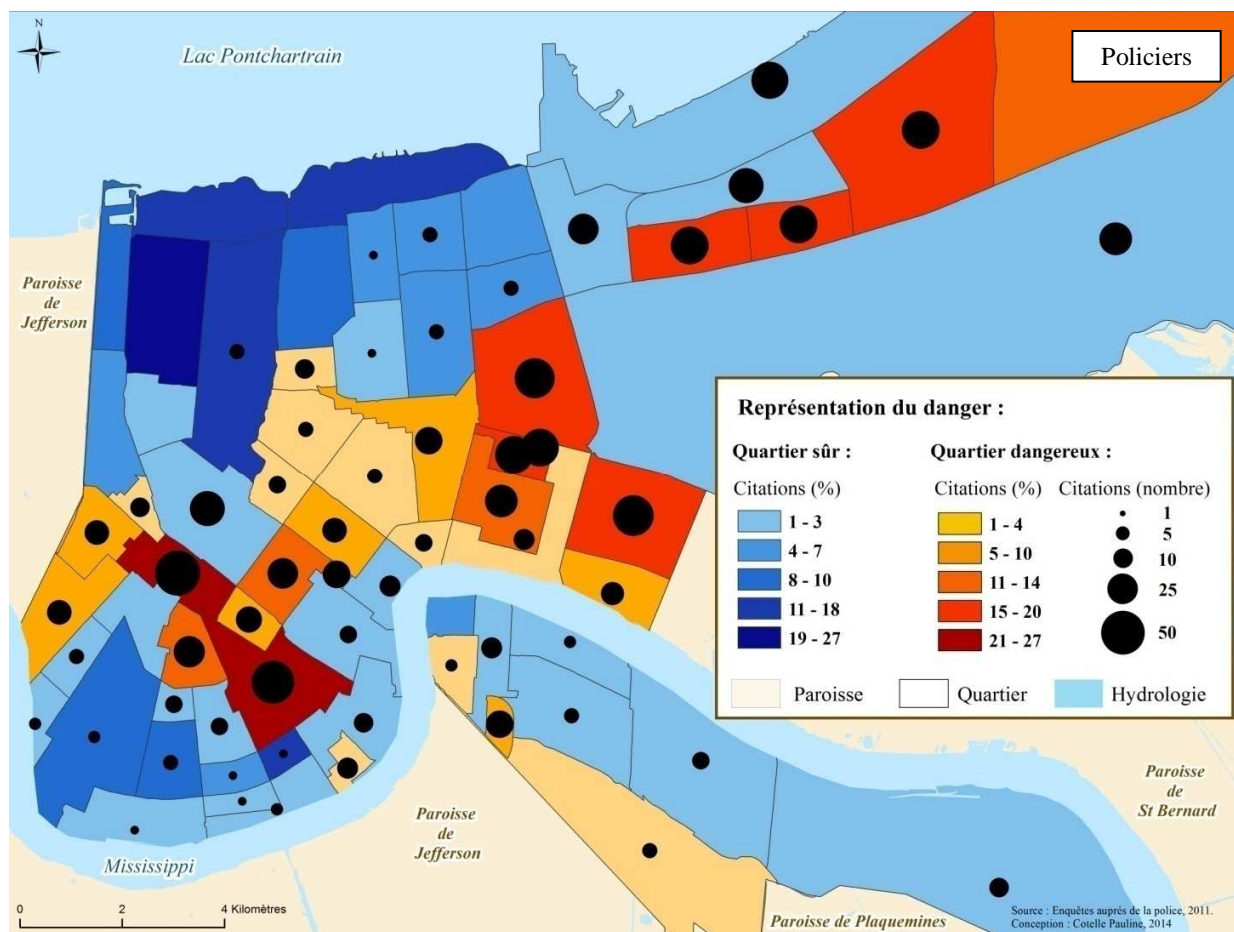 N
Lac Pontchartrain
Policiers
Paroisse
de
Jefferson
Représentation du danger :
Quartier sûr :
Citations (%)
1 - 3
4 - 7
8 - 10
11 - 18
19 - 27
Quartier dangereux :
Citations (%)
1 - 4
5 - 10
11 - 14
15 - 20
21 - 27
Citations (nombre)
1
5
10
25
50
Paroisse
Quartier
Hydrologie
Paroisse
de
St Bernard
Paroisse
de
Jefferson
Mississippi
0 2 4 Kilomètres
Paroisse de Plaquemines
Source : Enquêtes auprés de la police, 2011.
Conception : Cotelle Pauline, 2014